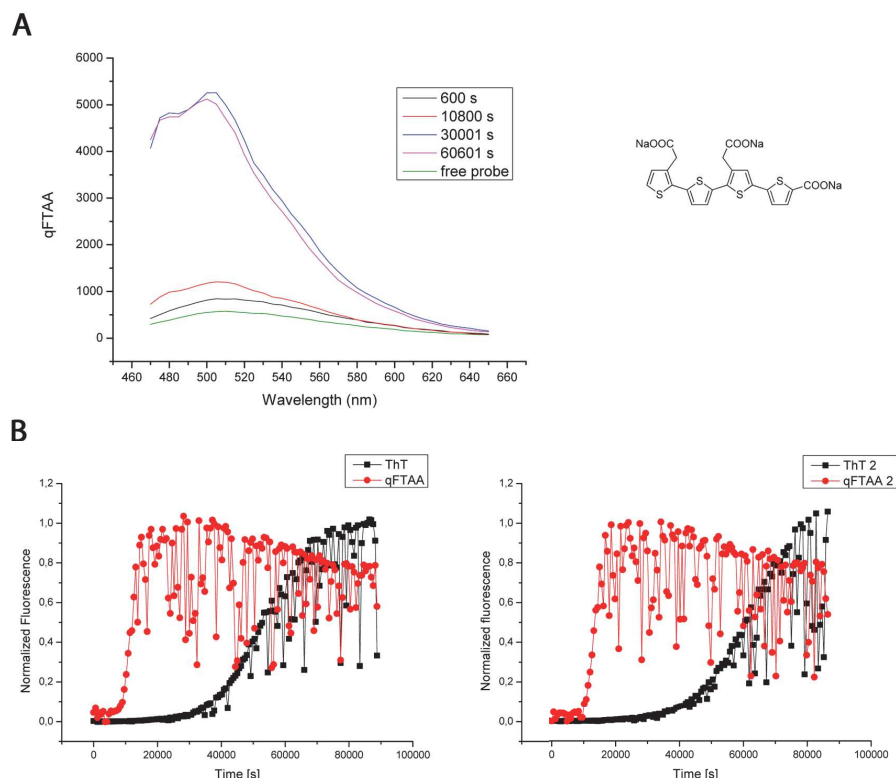 A
qFTAA
6000
5000
4000
3000
2000
1000
0
460 480 500 520 540 560 580 600 620 640 660
Wavelength (nm)
600 s
10800 s
30001 s
60601 s
free probe
NaOOC
COONa
S
S
S
S
COONa
B
Normalized Fluorescence
1,2
1,0
0,8
0,6
0,4
0,2
0,0
0 20000 40000 60000 80000 100000
Time [s]
ThT
qFTAA
Normalized fluorescence
1,2
1,0
0,8
0,6
0,4
0,2
0,0
0 20000 40000 60000 80000 100000
Time [s]
ThT 2
qFTAA 2